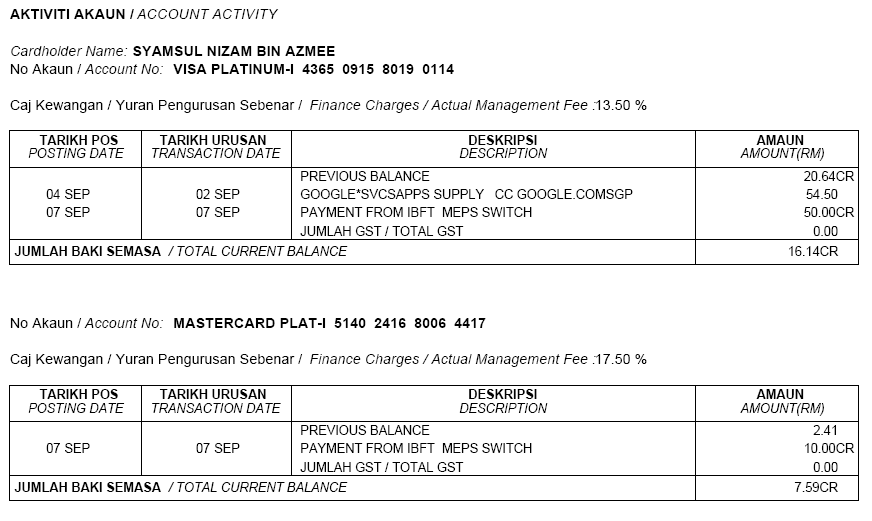 AKTIVITI AKAUN / ACCOUNT ACTIVITY
Cardholder Name: SYAMSUL NIZAM BIN AZMEE
No Akaun / Account No: VISA PLATINUM-I 4365 0915 8019 0114
Caj Kewangan / Yuran Pengurusan Sebenar / Finance Charges / Actual Management Fee :13.50 %
TARIKH POS TARIKH URUSAN DESKRIPSI AMAUN
POSTING DATE TRANSACTION DATE DESCRIPTION AMOUNT(RM)
PREVIOUS BALANCE 20.64CR
04 SEP 02 SEP GOOGLE*SVCSAPPS SUPPLY CC GOOGLE.COMSGP 54.50
07 SEP 07 SEP PAYMENT FROM IBFT MEPS SWITCH 50.00CR
JUMLAH GST / TOTAL GST 0.00
JUMLAH BAKI SEMASA / TOTAL CURRENT BALANCE 16.14CR
No Akaun / Account No: MASTERCARD PLAT-I 5140 2416 8006 4417
Caj Kewangan / Yuran Pengurusan Sebenar / Finance Charges / Actual Management Fee :17.50 %
TARIKH POS TARIKH URUSAN DESKRIPSI AMAUN
POSTING DATE TRANSACTION DATE DESCRIPTION AMOUNT(RM)
PREVIOUS BALANCE 2.41
07 SEP 07 SEP PAYMENT FROM IBFT MEPS SWITCH 10.00CR
JUMLAH GST / TOTAL GST 0.00
JUMLAH BAKI SEMASA / TOTAL CURRENT BALANCE 7.59CR